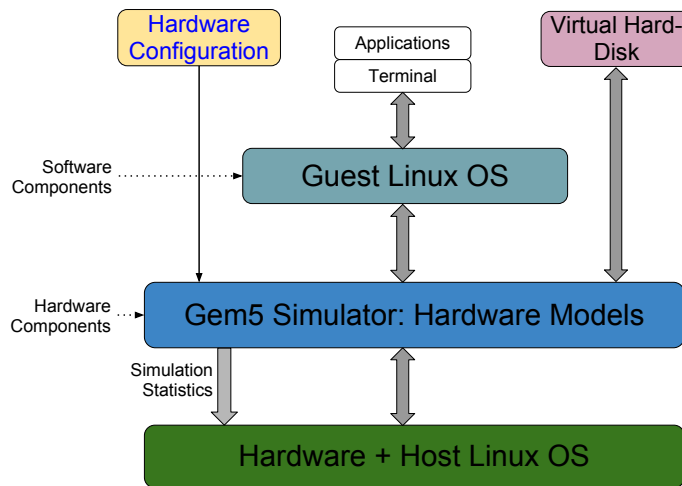 Hardware
Configuration
Applications
Terminal
Virtual Hard-
Disk
Software
Components
Guest Linux OS
Hardware
Components
Gem5 Simulator: Hardware Models
Simulation
Statistics
Hardware + Host Linux OS